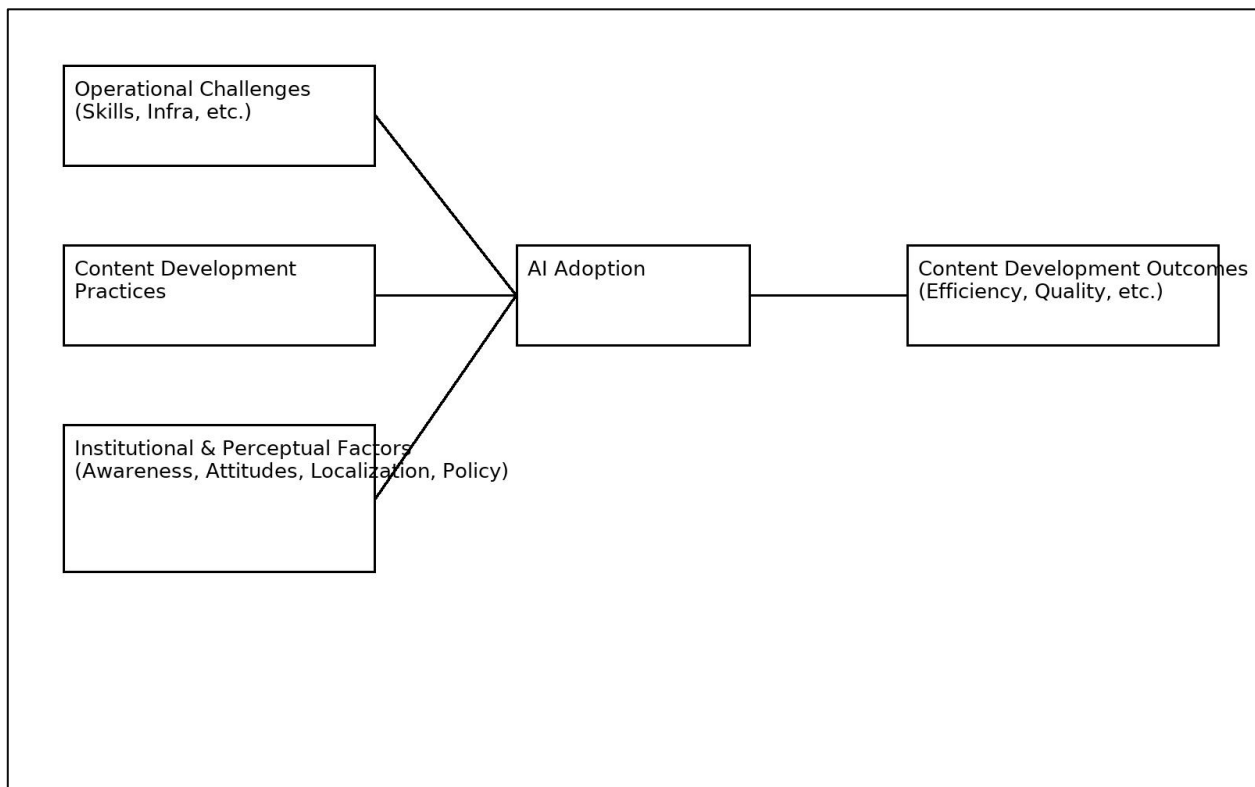 Operational Challenges
(Skills, Infra, etc.)
Content Development
Practices
Institutional & Perceptual Factors
(Awareness, Attitudes, Localization, Policy)
AI Adoption
Content Development Outcomes
(Efficiency, Quality, etc.)